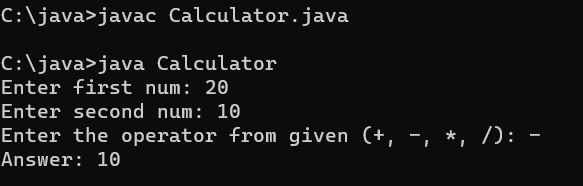 C:\java>javac Calculator.java
C:\java>java Calculator
Enter first num: 20
Enter second num: 10
Enter the operator from given (+, -, *, /): -
Answer: 10